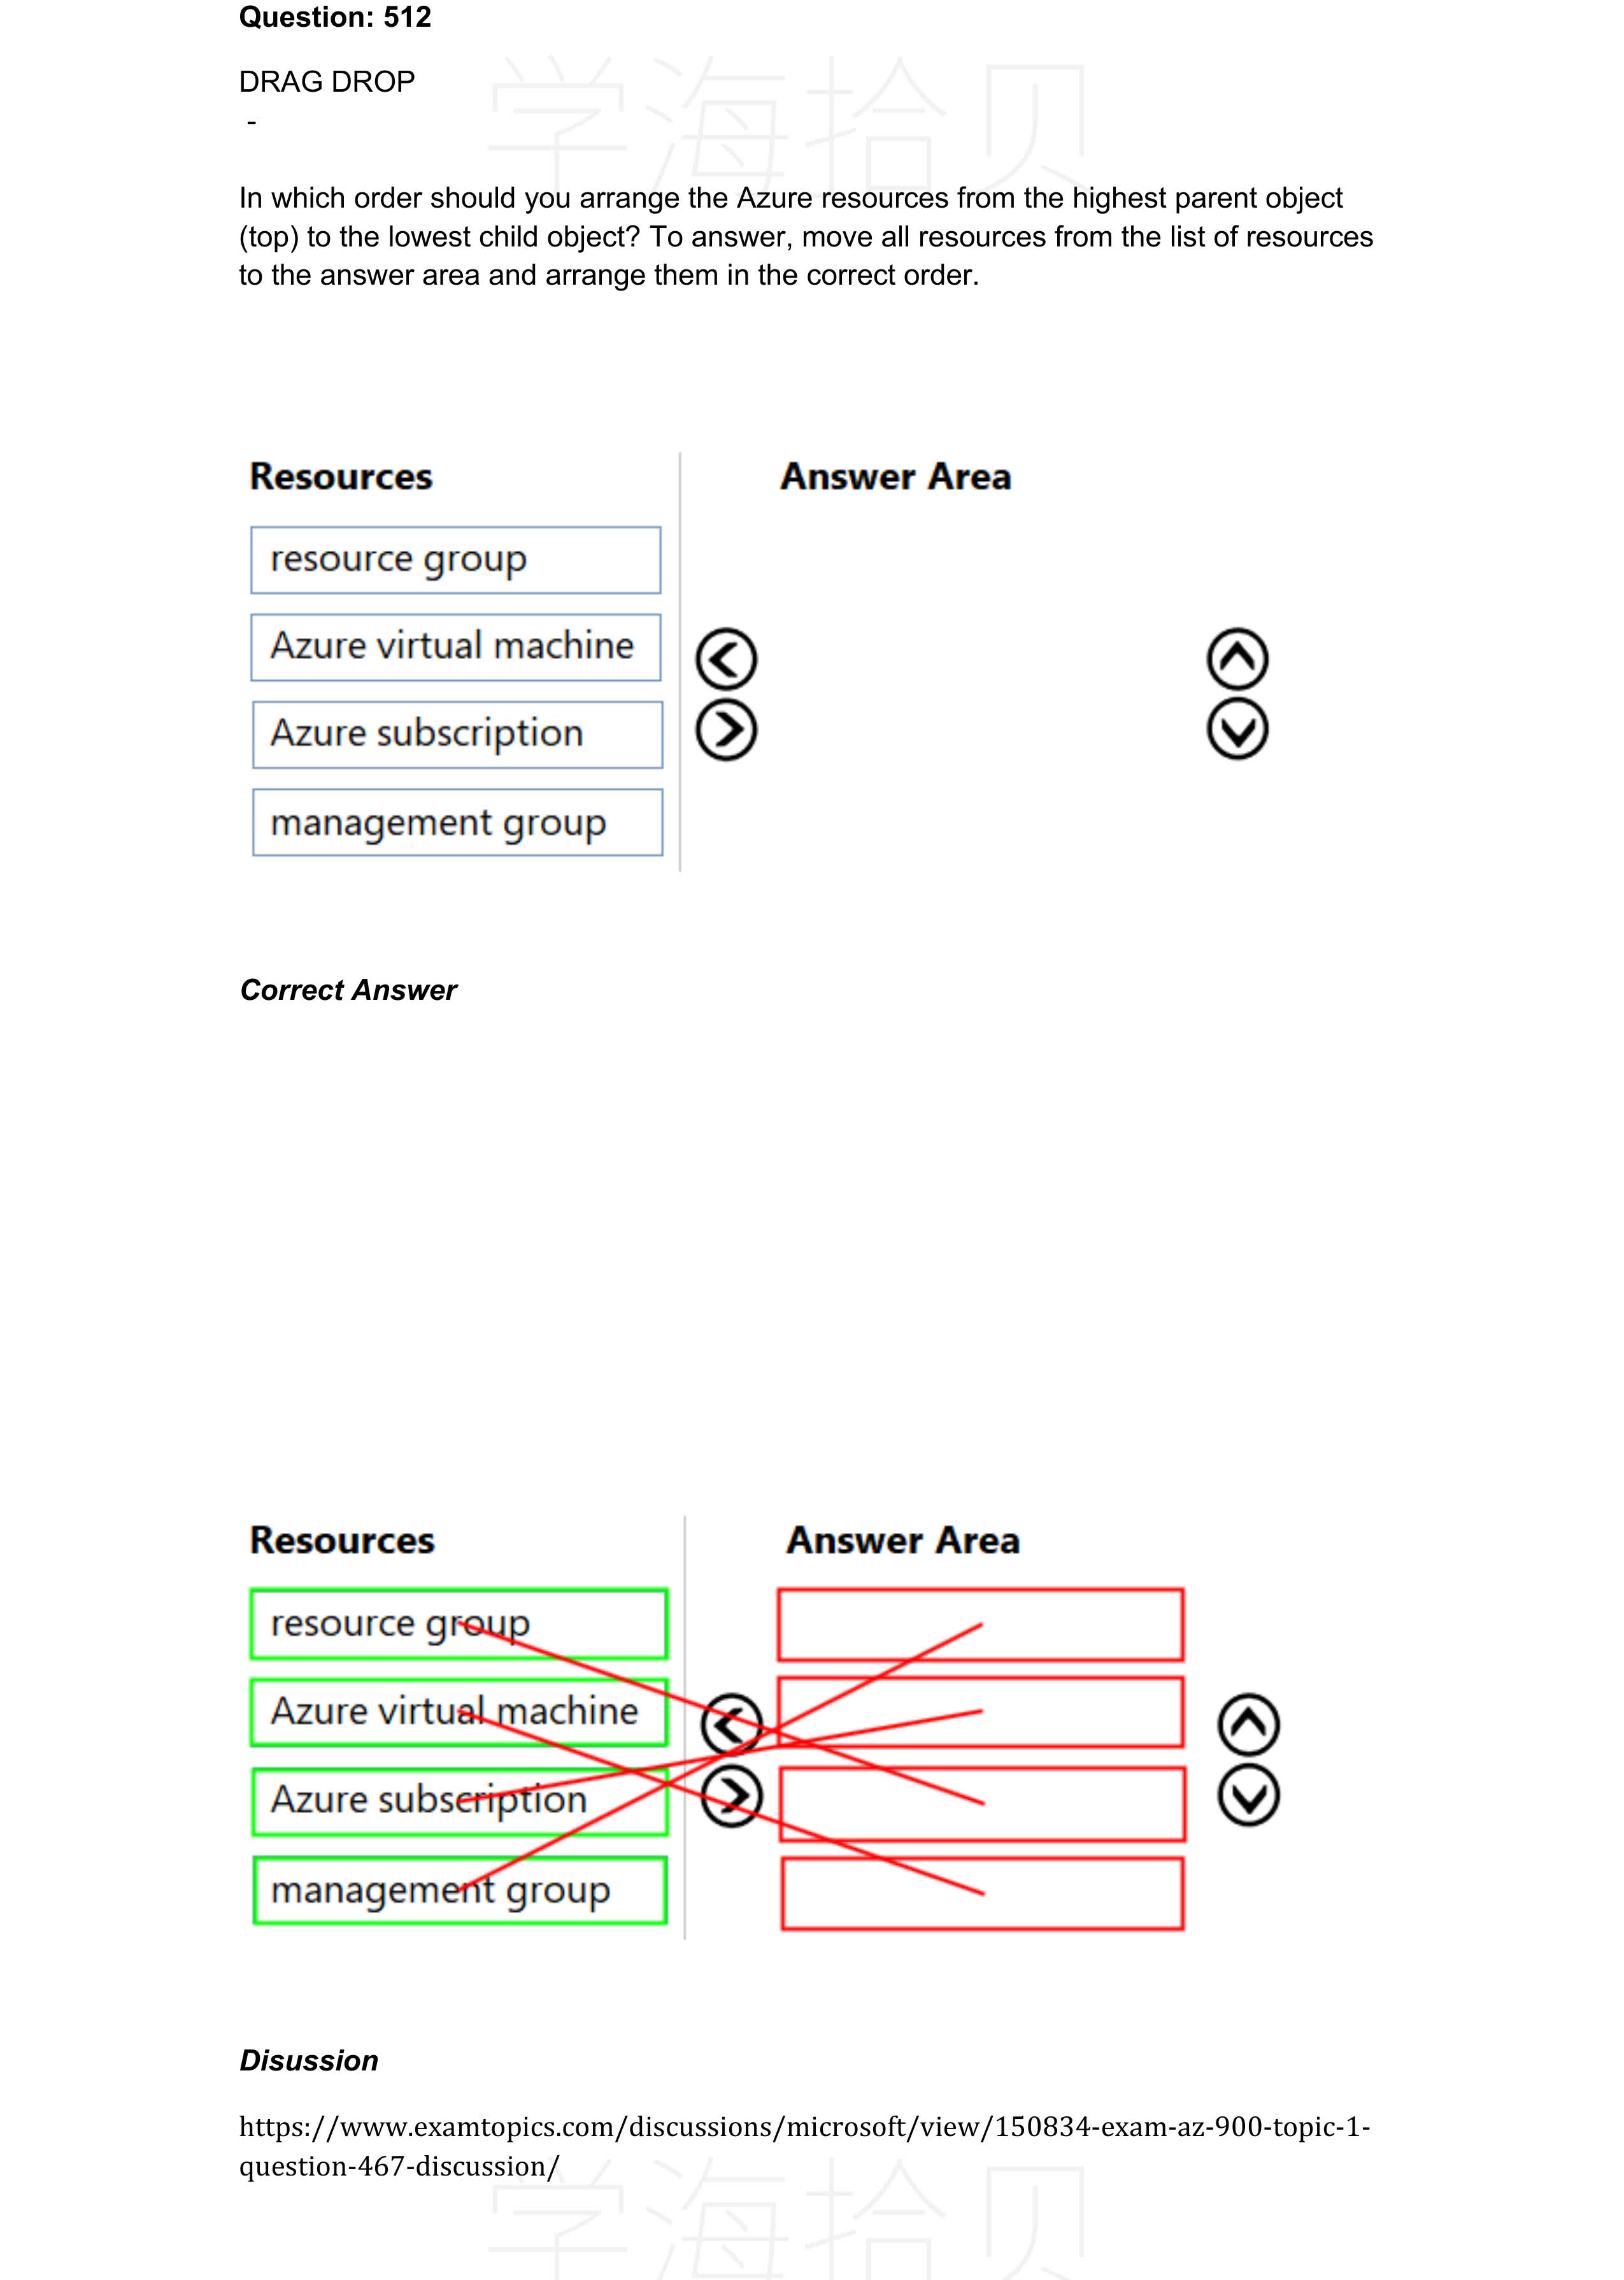 Question: 512
学海拾贝
DRAG DROP
-
In which order should you arrange the Azure resources from the highest parent object
(top) to the lowest child object? To answer, move all resources from the list of resources
to the answer area and arrange them in the correct order.
Resources
Answer Area
resource group
Azure virtual machine
Azure subscription
management group
Correct Answer
Resources
Answer Area
resource group
Azure virtual machine
Azure subscription
management group
Disussion
https://www.examtopics.com/discussions/microsoft/view/150834-exam-az-900-topic-1-
question-467-discussion/
学海拾贝